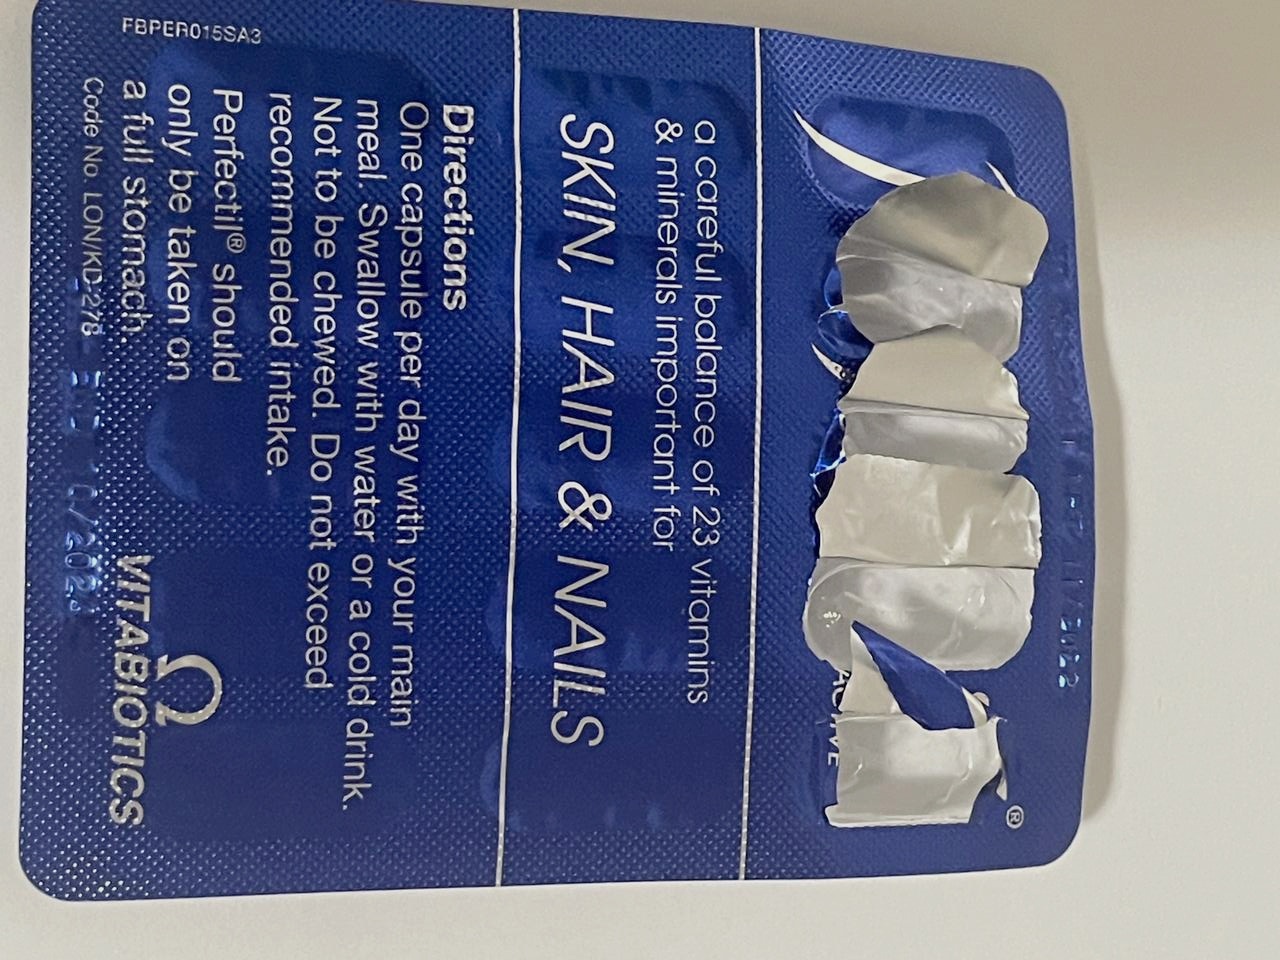 ®
ACTIVE
a careful balance of 23 vitamins
& minerals important for
SKIN, HAIR & NAILS
Directions
One capsule per day with your main
meal. Swallow with water or a cold drink.
Not to be chewed. Do not exceed
recommended intake.
Perfectil® should
only be taken on
a full stomach.
Code No. LON/KD-278
VITABIOTICS
FBPER015SA3